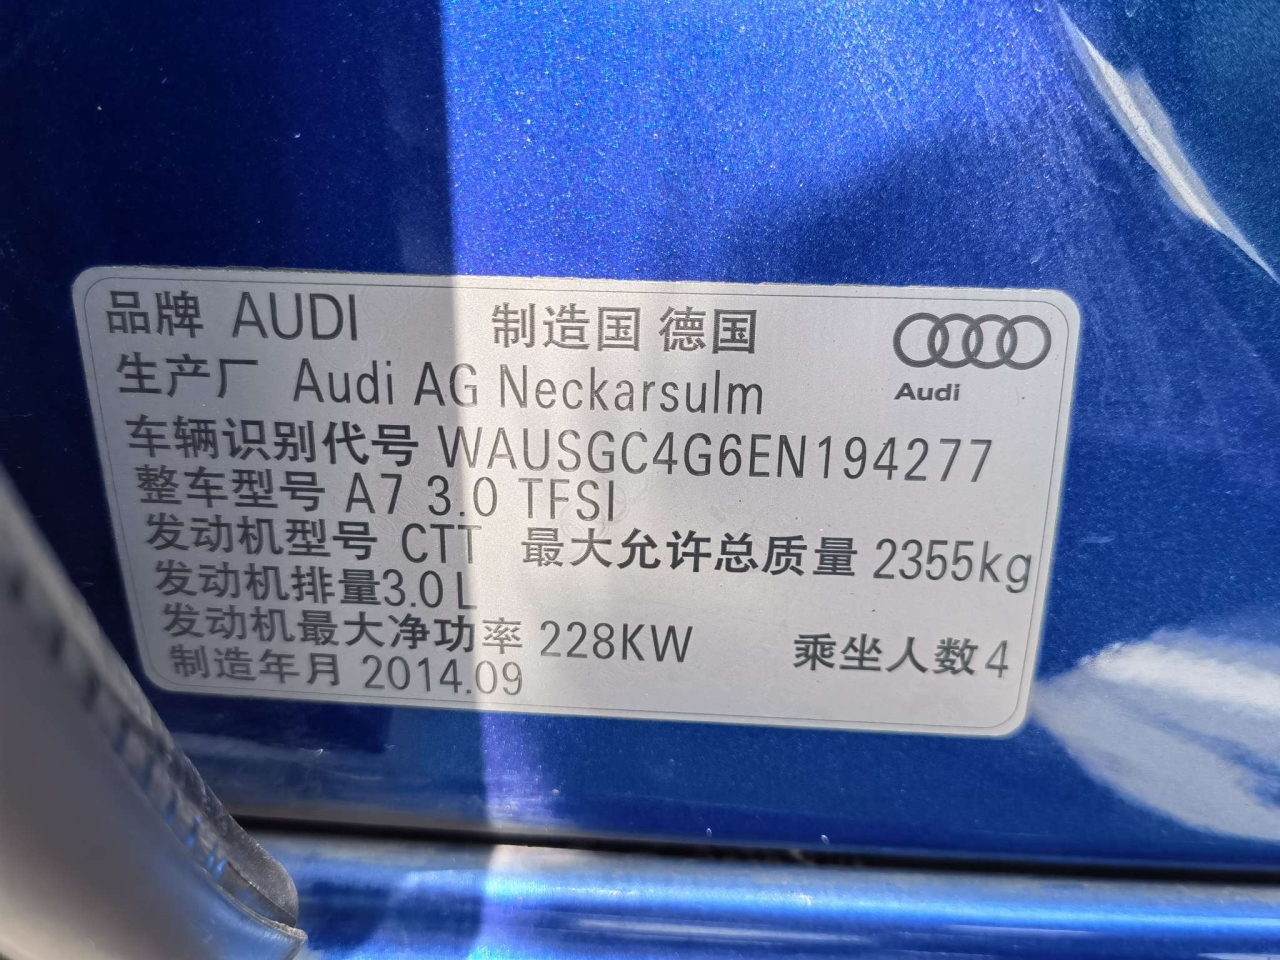 品牌 AUDI 制造国 德国
生产厂 Audi AG Neckarsulm
Audi
车辆识别代号 WAUSGC4G6EN194277
整车型号 A7 3.0 TFSI
发动机型号 CTT 最大允许总质量 2355kg
发动机排量3.0L
发动机最大净功率 228KW 乘坐人数4
制造年月 2014.09